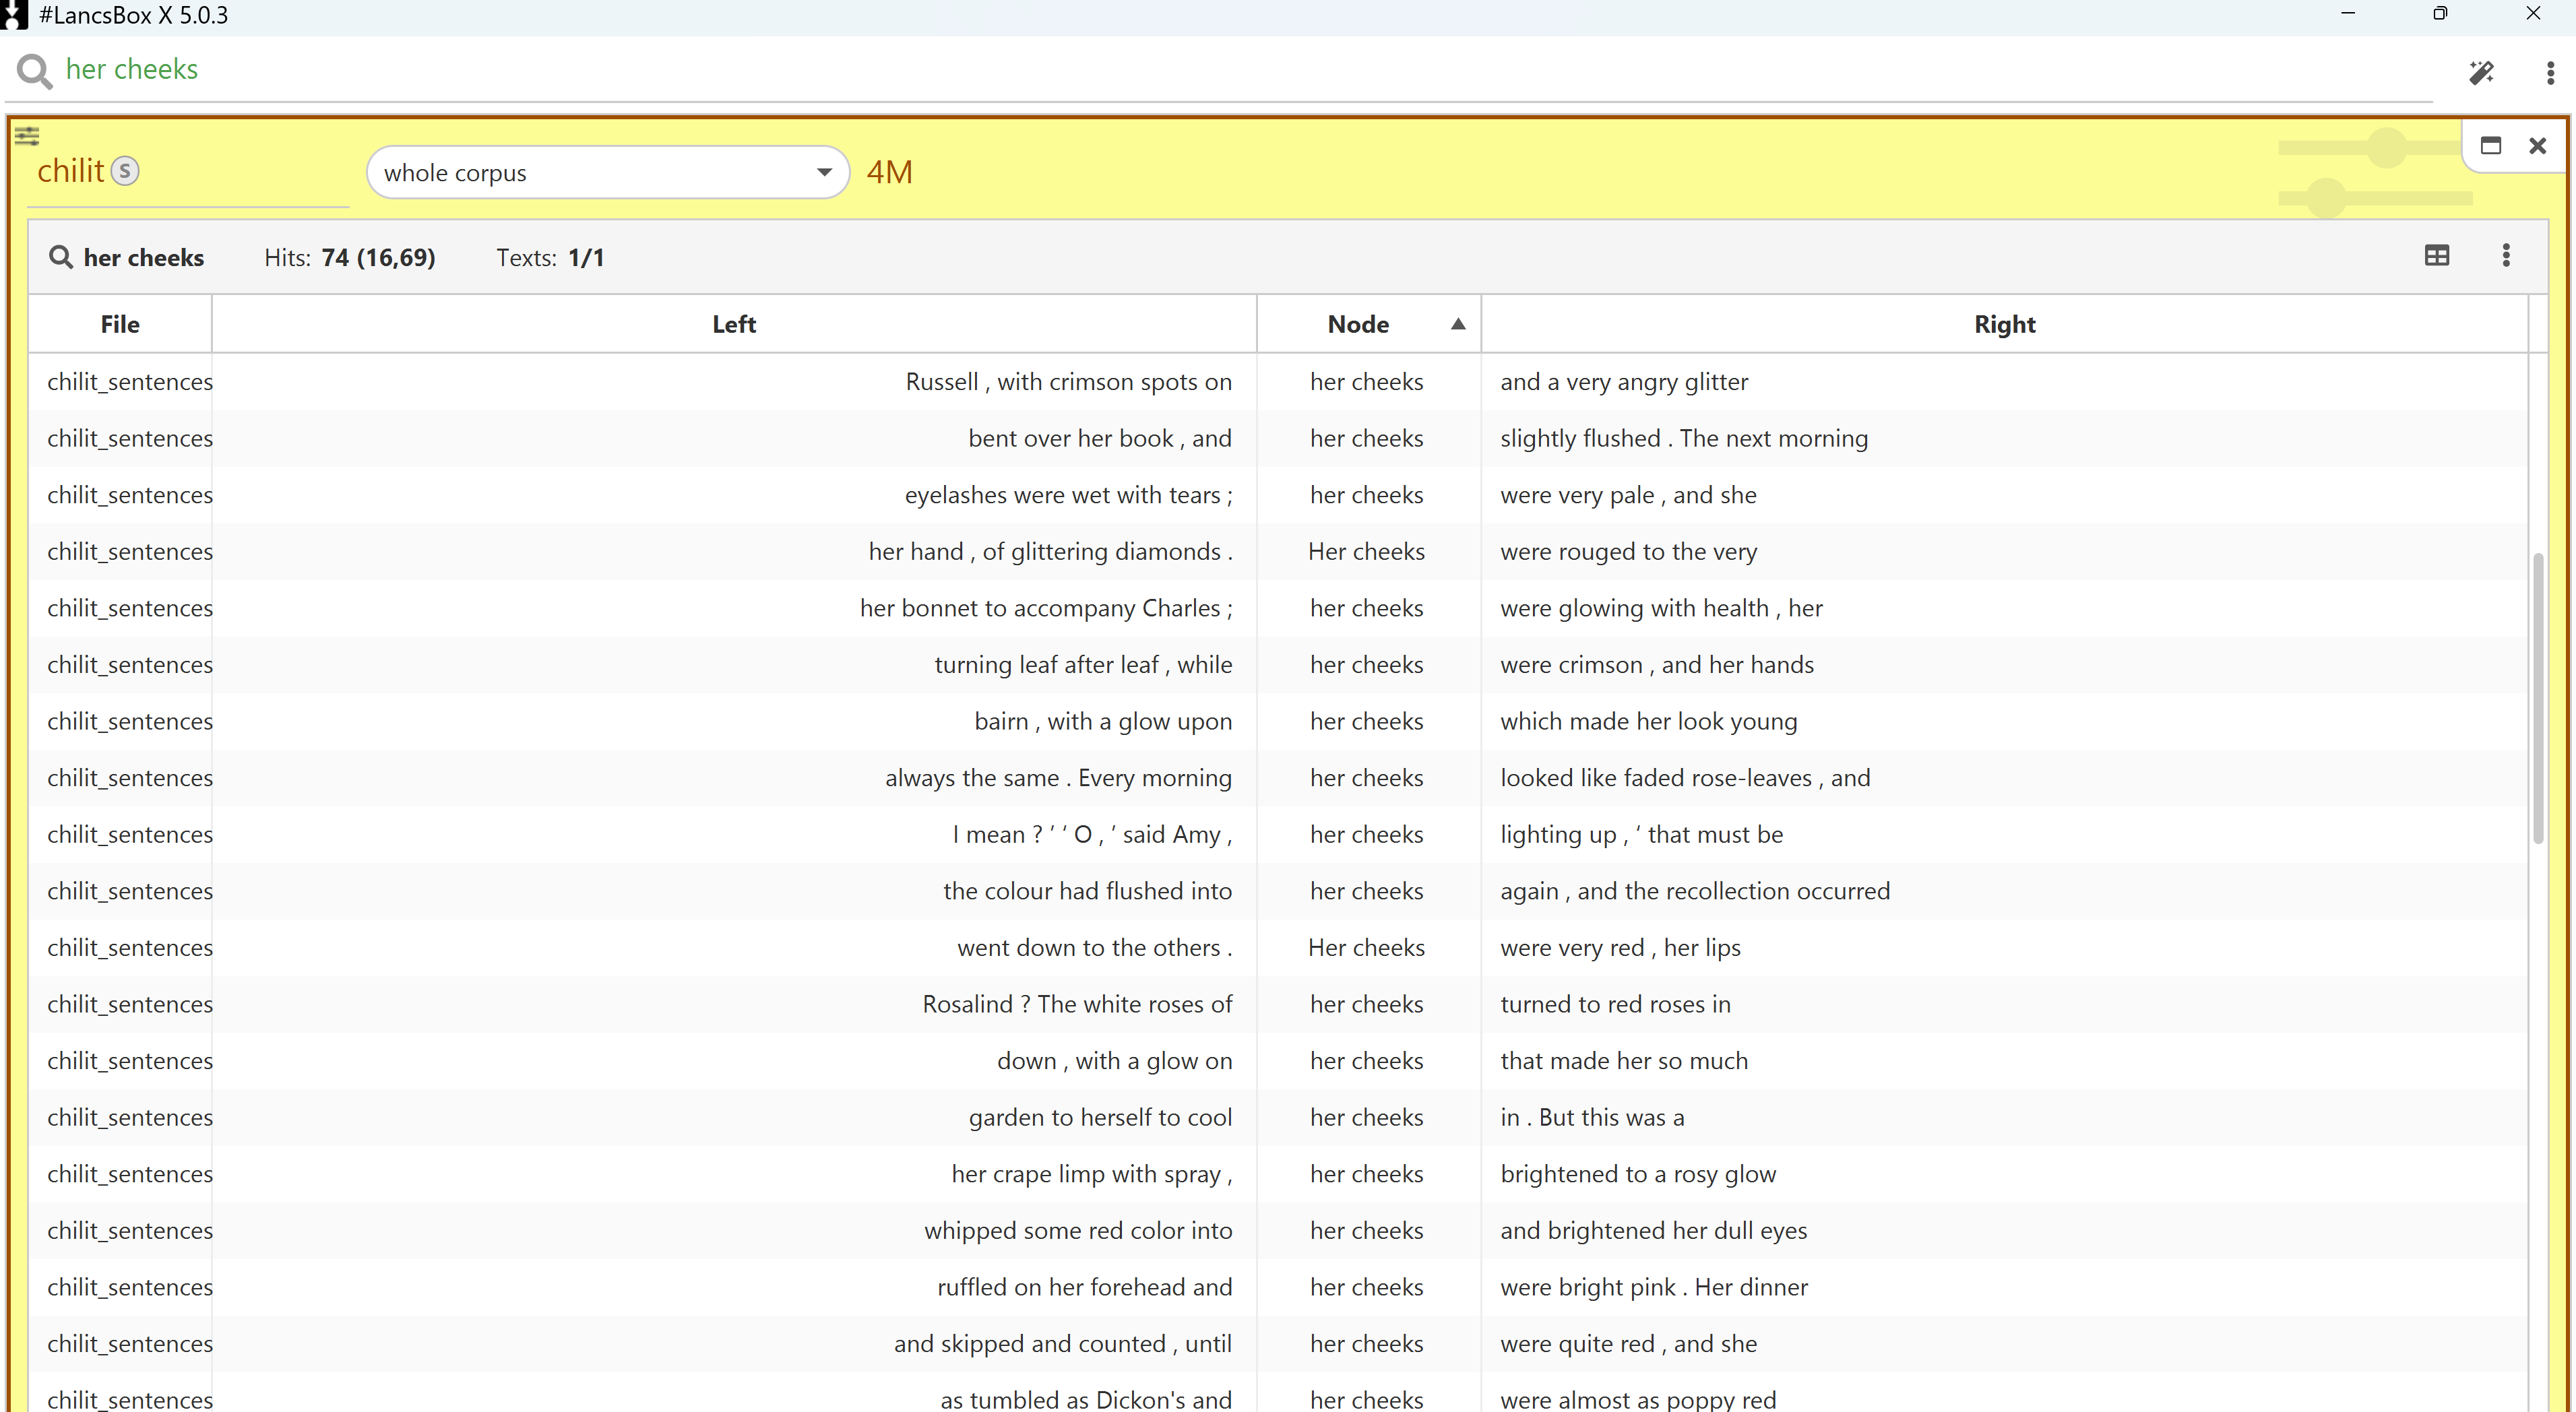 #LancsBox X 5.0.3
her cheeks
chilit S whole corpus 4M
her cheeks Hits: 74 (16,69) Texts: 1/1
File Left Node Right
chilit_sentences Russell , with crimson spots on her cheeks and a very angry glitter
chilit_sentences bent over her book , and her cheeks slightly flushed . The next morning
chilit_sentences eyelashes were wet with tears ; her cheeks were very pale , and she
chilit_sentences her hand , of glittering diamonds . Her cheeks were rouged to the very
chilit_sentences her bonnet to accompany Charles ; her cheeks were glowing with health , her
chilit_sentences turning leaf after leaf , while her cheeks were crimson , and her hands
chilit_sentences bairn , with a glow upon her cheeks which made her look young
chilit_sentences always the same . Every morning her cheeks looked like faded rose-leaves , and
chilit_sentences I mean ? ‘ ‘ O , ’ said Amy , her cheeks lighting up , ‘ that must be
chilit_sentences the colour had flushed into her cheeks again , and the recollection occurred
chilit_sentences went down to the others . Her cheeks were very red , her lips
chilit_sentences Rosalind ? The white roses of her cheeks turned to red roses in
chilit_sentences down , with a glow on her cheeks that made her so much
chilit_sentences garden to herself to cool her cheeks in . But this was a
chilit_sentences her crape limp with spray , her cheeks brightened to a rosy glow
chilit_sentences whipped some red color into her cheeks and brightened her dull eyes
chilit_sentences ruffled on her forehead and her cheeks were bright pink . Her dinner
chilit_sentences and skipped and counted , until her cheeks were quite red , and she
chilit_sentences as tumbled as Dickon's and her cheeks were almost as poppy red